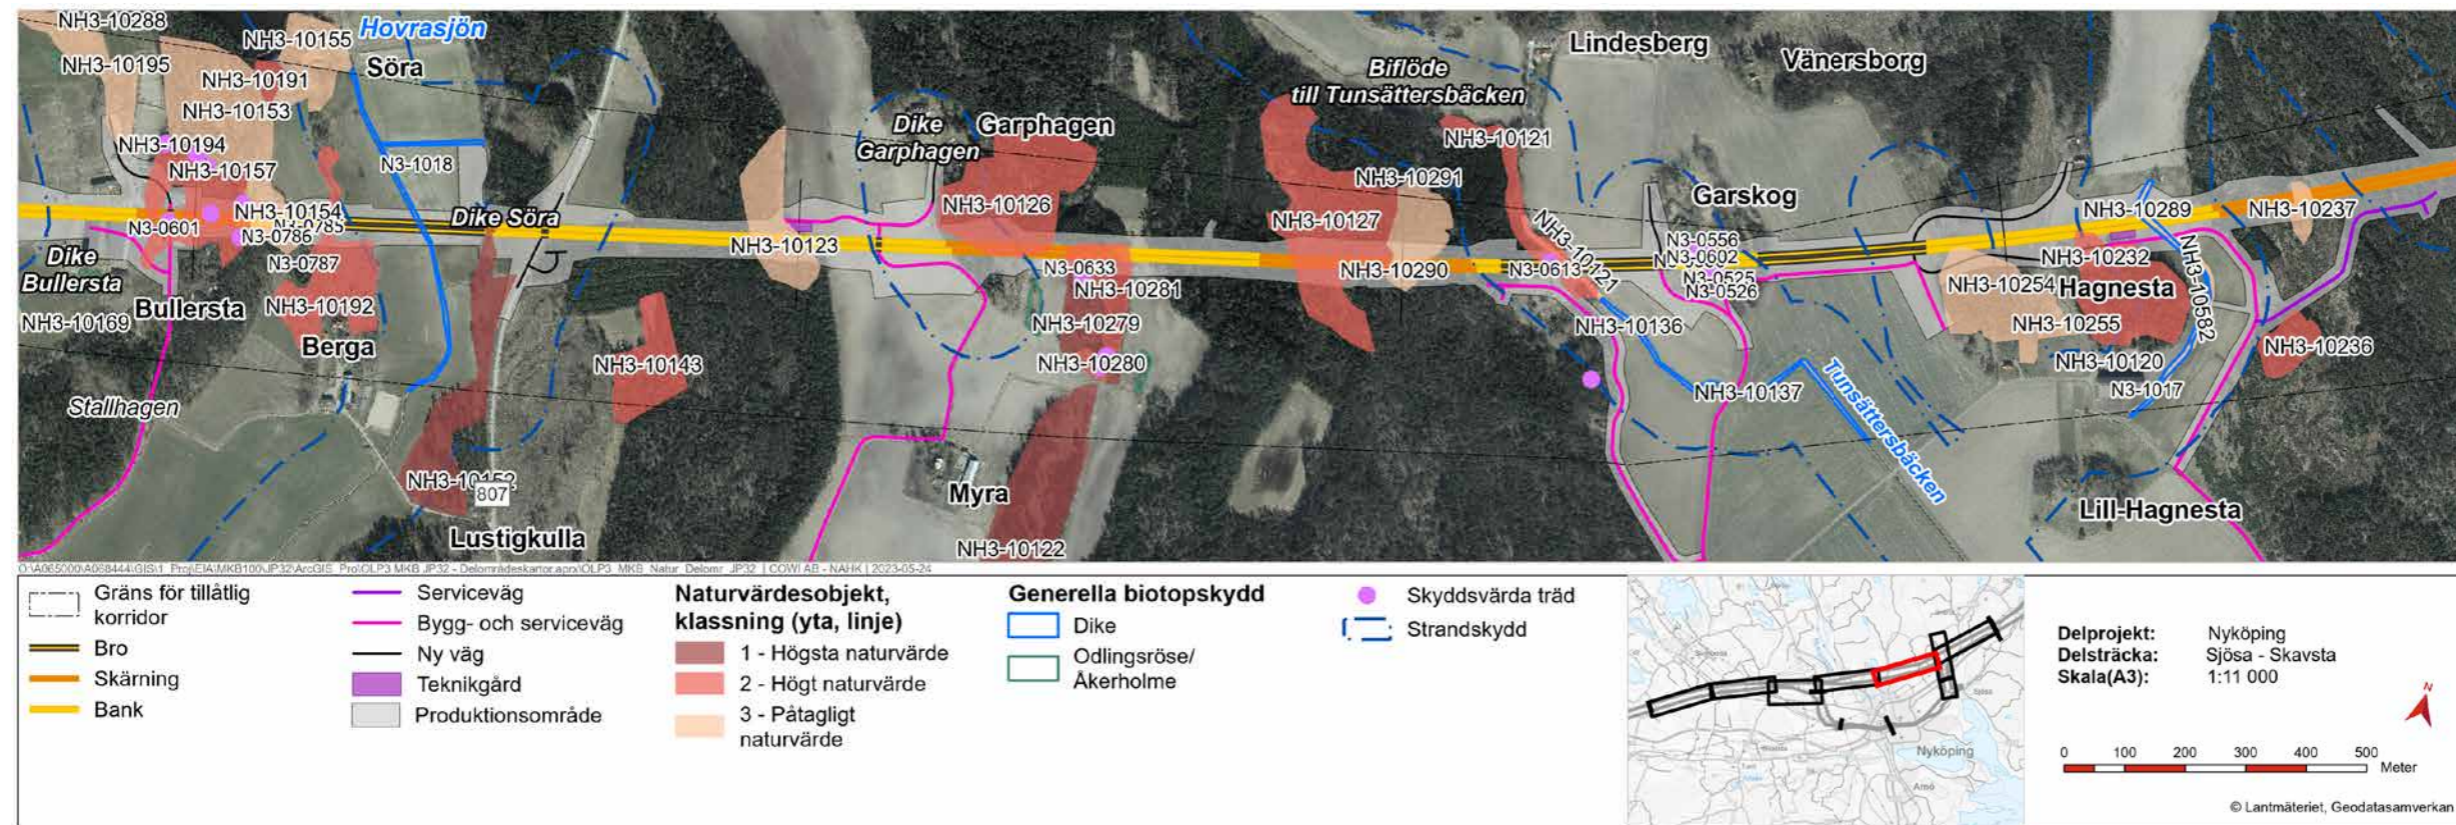 NH3-10288
NH3-10155
Hovrasjön
NH3-10195
NH3-10191
Söra
NH3-10153
NH3-10194
NH3-10157
N3-1018
NH3-10154
N3-0785
N3-0601
N3-0786
Dike Söra
Dike
Bullersta
N3-0787
NH3-10192
Bullersta
NH3-10169
Berga
Stallhagen
NH3-10152
807
Lustigkulla
NH3-10143
NH3-10123
Dike
Garphagen
Garphagen
NH3-10126
N3-0633
NH3-10281
NH3-10279
NH3-10280
Myra
NH3-10122
Biflöde
till Tunsättersbäcken
Lindesberg
Vänersborg
NH3-10121
NH3-10291
NH3-10127
NH3-10290
N3-0613
NH3-10121
Garskog
N3-0556
N3-0602
N3-0525
N3-0526
NH3-10136
NH3-10137
Tunsättersbäcken
NH3-10289
NH3-10237
NH3-10232
NH3-10254
Hagnesta
NH3-10582
NH3-10255
NH3-10120
N3-1017
NH3-10236
Lill-Hagnesta
Gräns för tillåtlig
korridor
Bro
Skärning
Bank
Serviceväg
Bygg- och serviceväg
Ny väg
Teknikgård
Produktionsområde
Naturvärdesobjekt,
klassning (yta, linje)
1 - Högsta naturvärde
2 - Högt naturvärde
3 - Påtagligt
naturvärde
Generella biotopskydd
Dike
Odlingsröse/
Åkerholme
Skyddsvärda träd
Strandskydd
Nyköping
Arnö
Delprojekt: Nyköping
Delsträcka: Sjösa - Skavsta
Skala(A3): 1:11 000
N
0 100 200 300 400 500
Meter
© Lantmäteriet, Geodatasamverkan